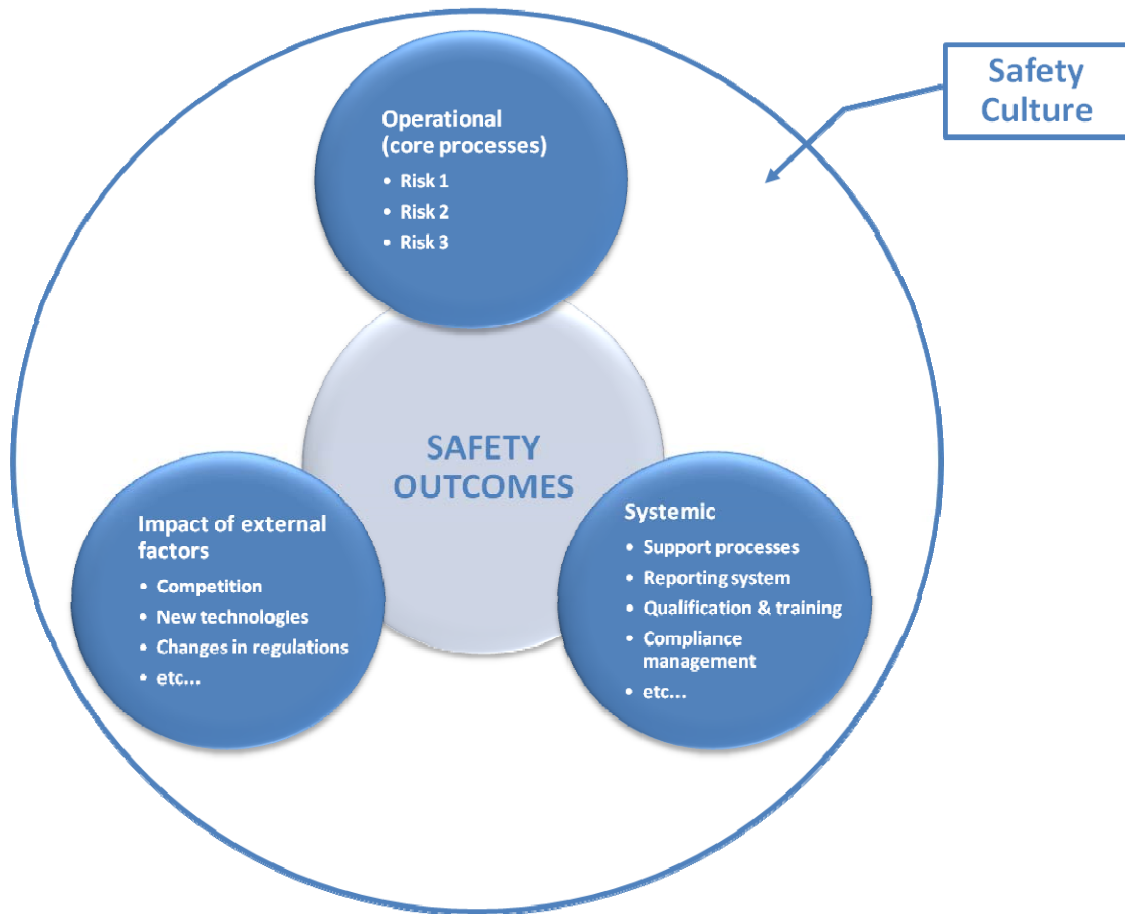 Safety
Culture
Operational
(core processes)
• Risk 1
• Risk 2
• Risk 3
SAFETY
OUTCOMES
Impact of external
factors
• Competition
• New technologies
• Changes in regulations
• etc...
Systemic
• Support processes
• Reporting system
• Qualification & training
• Compliance
management
• etc...